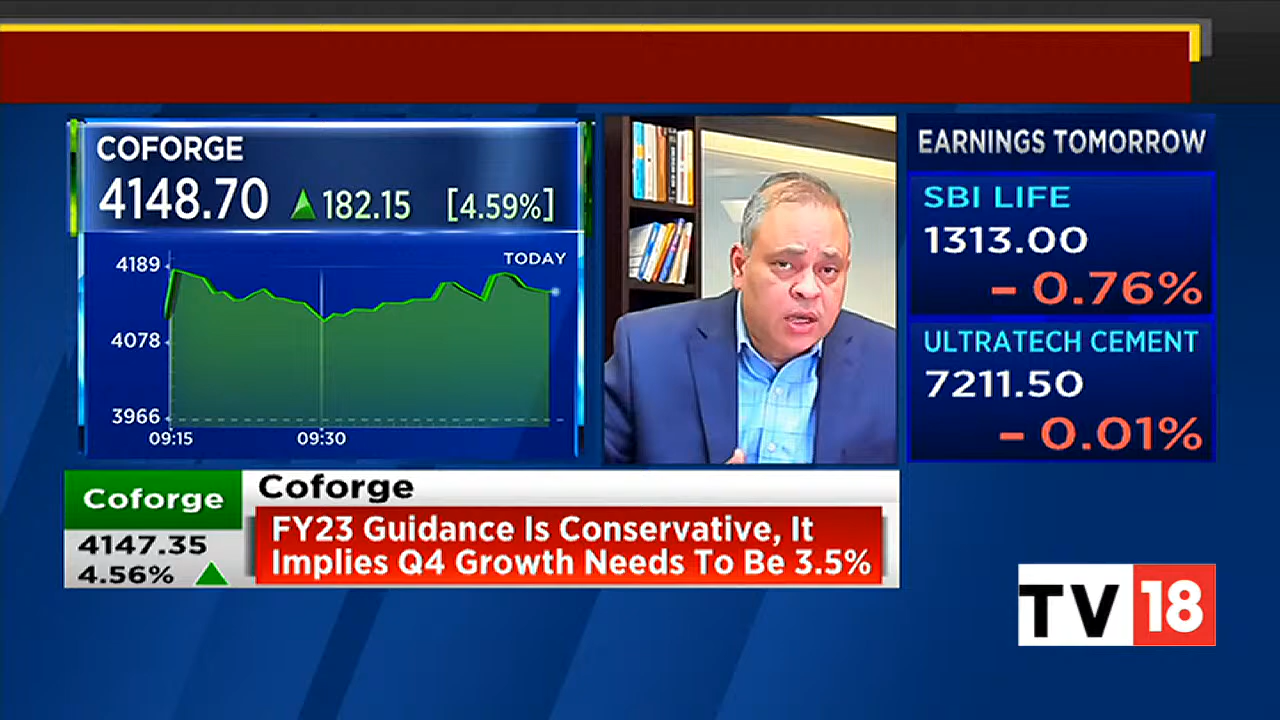 COFORGE
4148.70 ▲ 182.15 [4.59%]
TODAY
4189
4078
3966
09:15 09:30
EARNINGS TOMORROW
SBI LIFE
1313.00
- 0.76%
ULTRATECH CEMENT
7211.50
- 0.01%
Coforge
4147.35
4.56% ▲
Coforge
FY23 Guidance Is Conservative, It
Implies Q4 Growth Needs To Be 3.5%
TV18